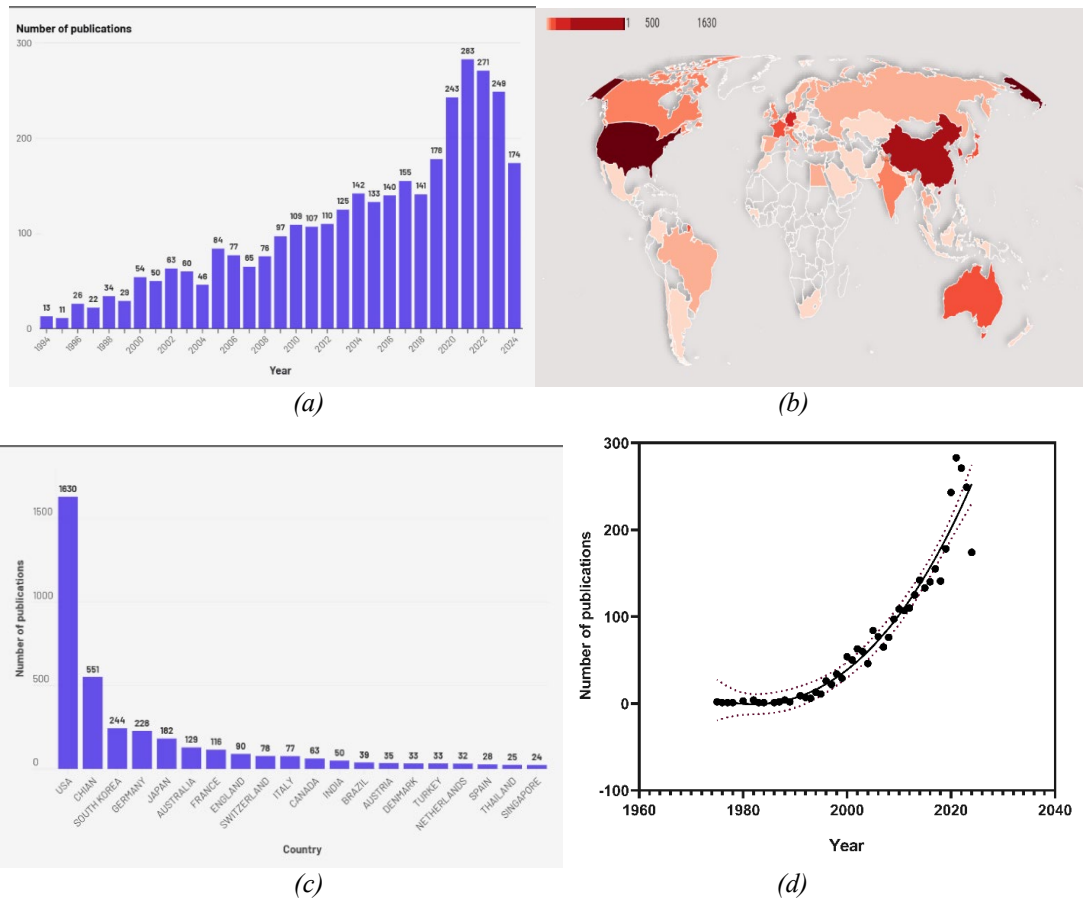 Number of publications
300
283
271
249
243
200
178
174
155
142
140
141
133
125
109
107
110
100
97
84
77
76
63
60
65
54
50
46
34
29
26
22
13
11
0
1994
1996
1998
2000
2002
2004
2006
2008
2010
2012
2014
2016
2018
2020
2022
2024
Year
(a)
1 500 1630
(b)
Number of publications
1630
1500
1000
551
500
244
228
182
129
116
90
78
77
63
50
39
35
33
33
32
28
25
24
0
USA
CHIAN
SOUTH KOREA
GERMANY
JAPAN
AUSTRALIA
FRANCE
ENGLAND
SWITZERLAND
ITALY
CANADA
INDIA
BRAZIL
AUSTRIA
DENMARK
TURKEY
NETHERLANDS
SPAIN
THAILAND
SINGAPORE
Country
(c)
Number of publications
300
200
100
0
-100
1960 1980 2000 2020 2040
Year
(d)